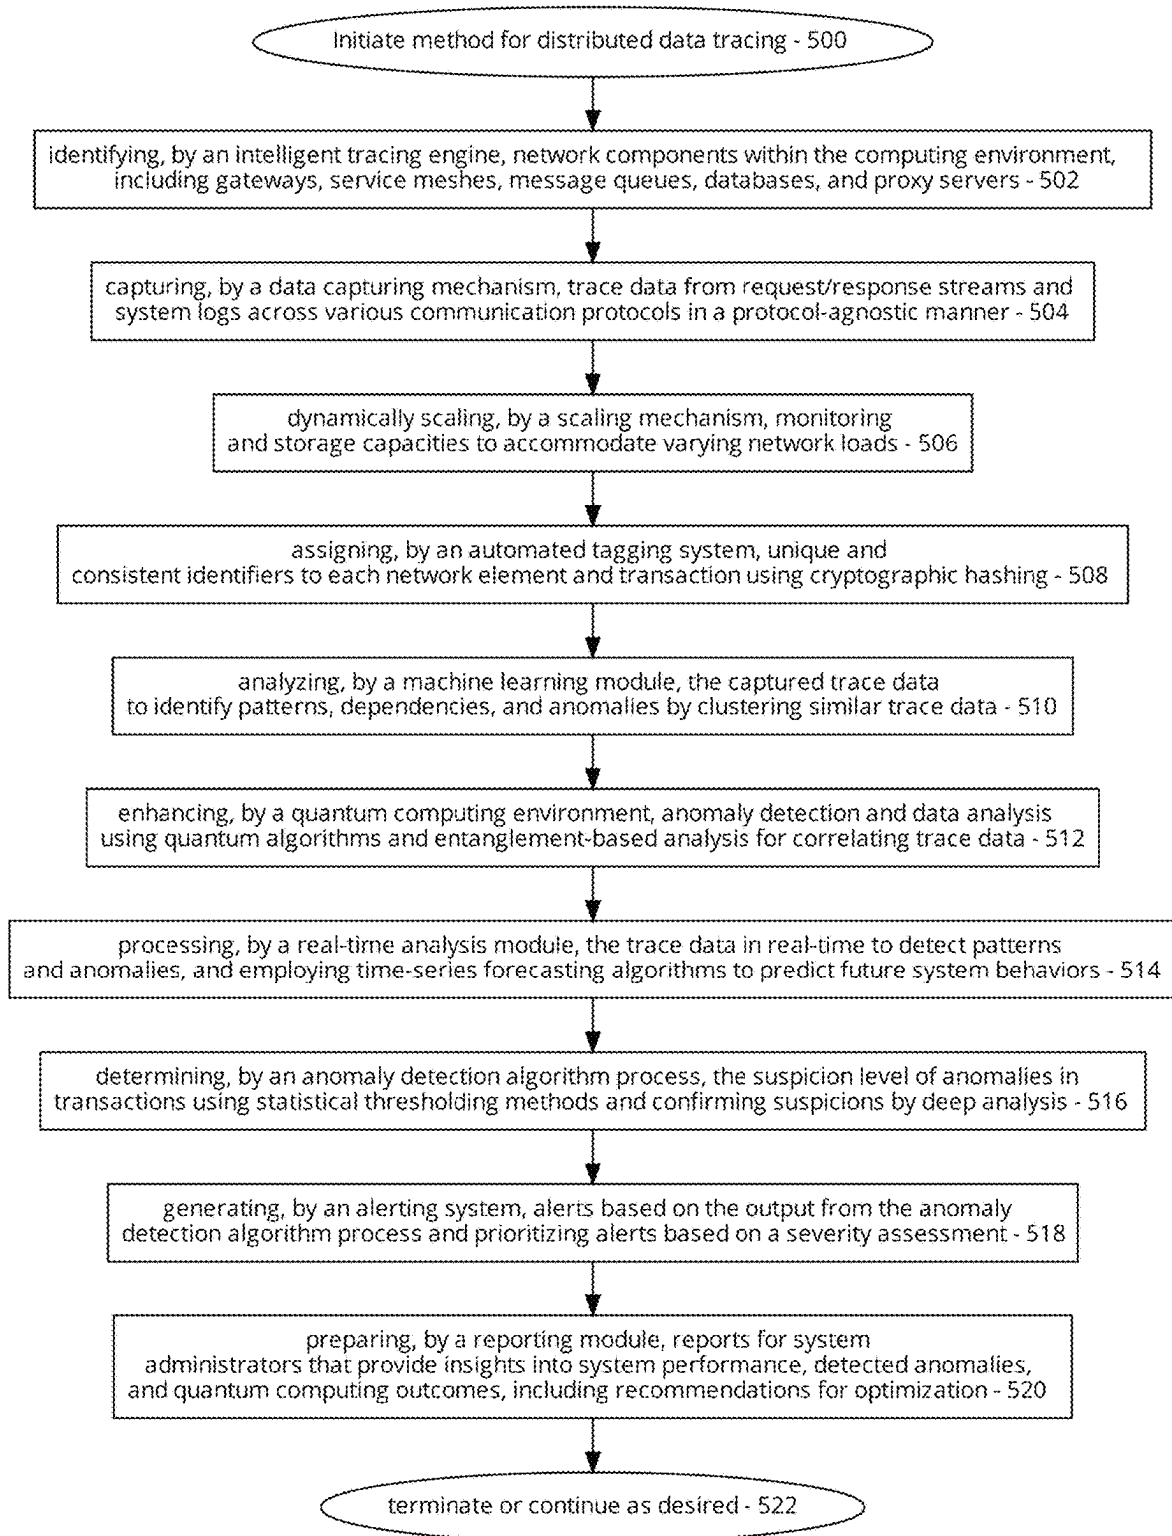 Initiate method for distributed data tracing - 500
identifying, by an intelligent tracing engine, network components within the computing environment,
including gateways, service meshes, message queues, databases, and proxy servers - 502
capturing, by a data capturing mechanism, trace data from request/response streams and
system logs across various communication protocols in a protocol-agnostic manner - 504
dynamically scaling, by a scaling mechanism, monitoring
and storage capacities to accommodate varying network loads - 506
assigning, by an automated tagging system, unique and
consistent identifiers to each network element and transaction using cryptographic hashing - 508
analyzing, by a machine learning module, the captured trace data
to identify patterns, dependencies, and anomalies by clustering similar trace data - 510
enhancing, by a quantum computing environment, anomaly detection and data analysis
using quantum algorithms and entanglement-based analysis for correlating trace data - 512
processing, by a real-time analysis module, the trace data in real-time to detect patterns
and anomalies, and employing time-series forecasting algorithms to predict future system behaviors - 514
determining, by an anomaly detection algorithm process, the suspicion level of anomalies in
transactions using statistical thresholding methods and confirming suspicions by deep analysis - 516
generating, by an alerting system, alerts based on the output from the anomaly
detection algorithm process and prioritizing alerts based on a severity assessment - 518
preparing, by a reporting module, reports for system
administrators that provide insights into system performance, detected anomalies,
and quantum computing outcomes, including recommendations for optimization - 520
terminate or continue as desired - 522